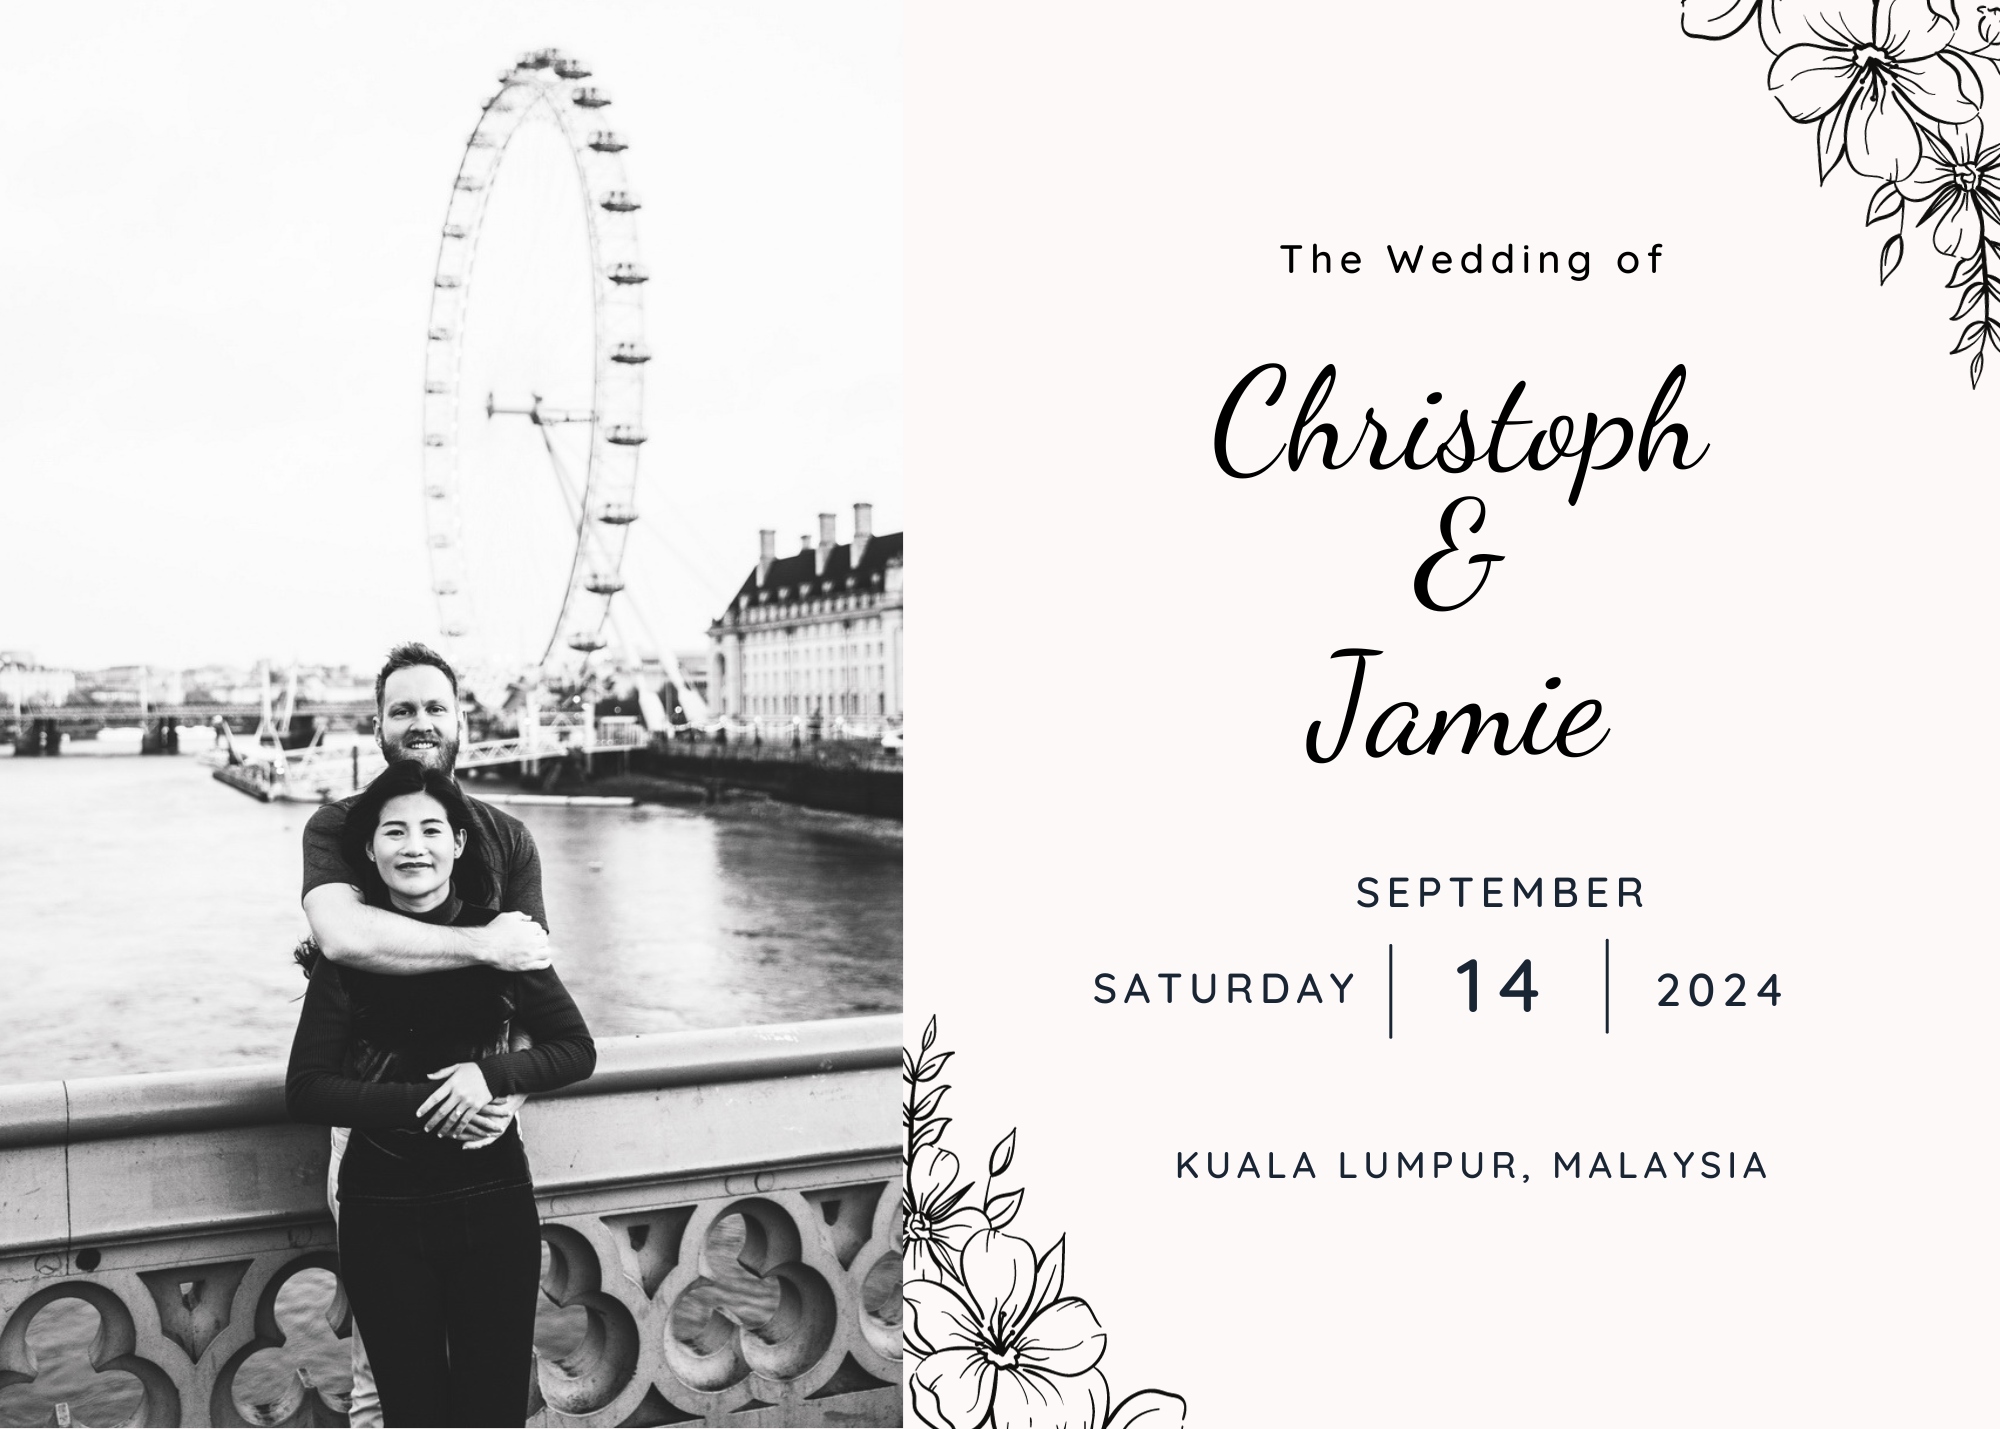 The Wedding of
Christoph
&
Jamie
SEPTEMBER
SATURDAY | 14 | 2024
KUALA LUMPUR, MALAYSIA